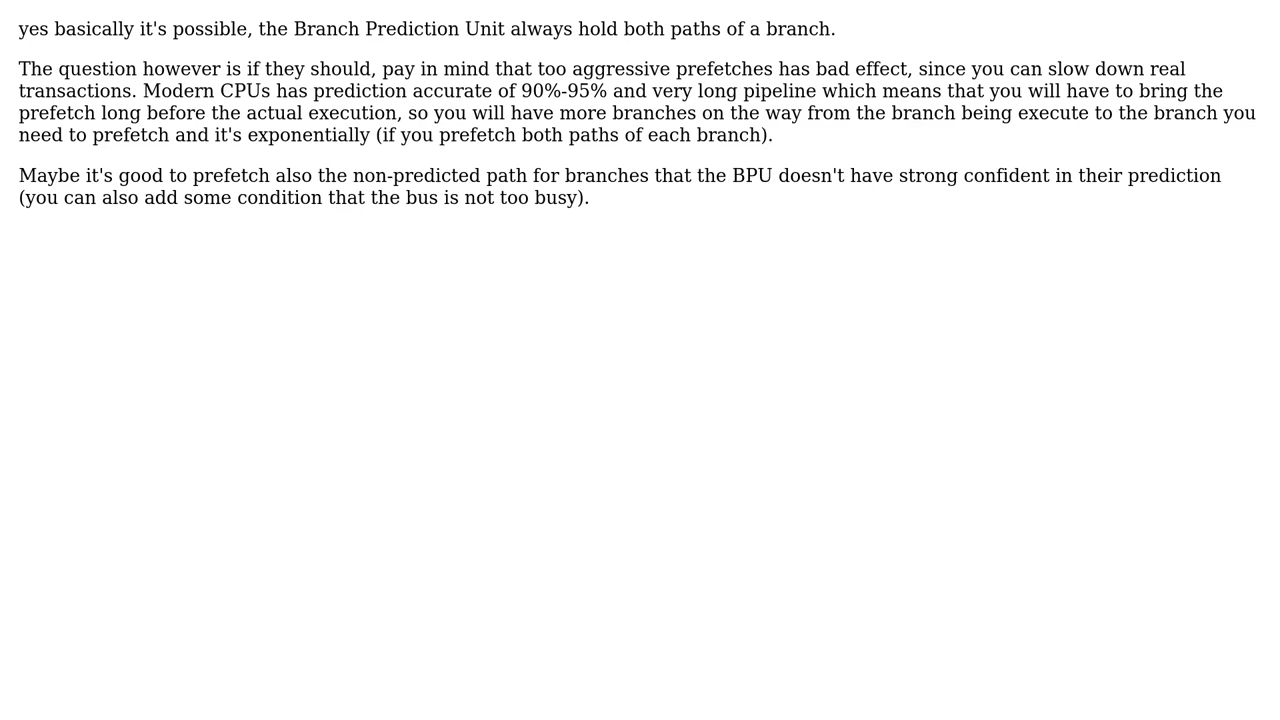 yes basically it's possible, the Branch Prediction Unit always hold both paths of a branch.
The question however is if they should, pay in mind that too aggressive prefetches has bad effect, since you can slow down real
transactions. Modern CPUs has prediction accurate of 90%-95% and very long pipeline which means that you will have to bring the
prefetch long before the actual execution, so you will have more branches on the way from the branch being execute to the branch you
need to prefetch and it's exponentially (if you prefetch both paths of each branch).
Maybe it's good to prefetch also the non-predicted path for branches that the BPU doesn't have strong confident in their prediction
(you can also add some condition that the bus is not too busy).